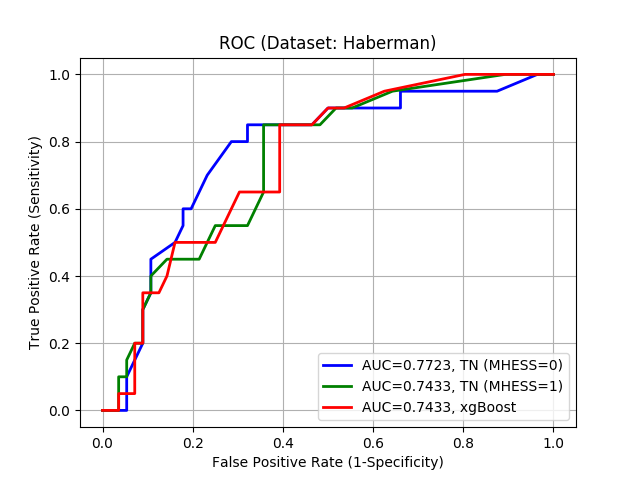 ROC (Dataset: Haberman)
True Positive Rate (Sensitivity)
1.0
0.8
0.6
0.4
0.2
0.0
AUC=0.7723, TN (MHESS=0)
AUC=0.7433, TN (MHESS=1)
AUC=0.7433, xgBoost
0.0 0.2 0.4 0.6 0.8 1.0
False Positive Rate (1-Specificity)